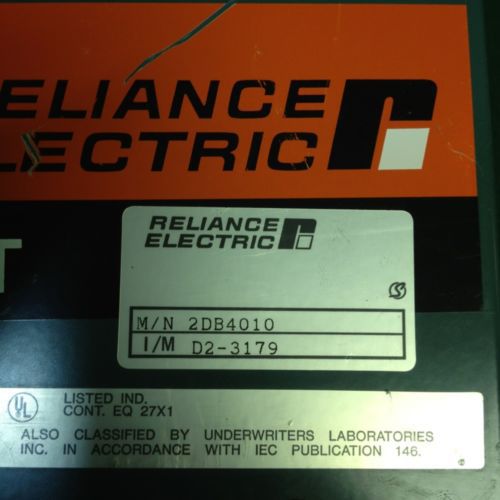 RELIANCE
ELECTRIC
T
RELIANCE
ELECTRIC
M/N 2DB4010
I/M D2-3179
UL
LISTED IND.
CONT. EQ 27X1
ALSO CLASSIFIED BY UNDERWRITERS LABORATORIES
INC. IN ACCORDANCE WITH IEC PUBLICATION 146.